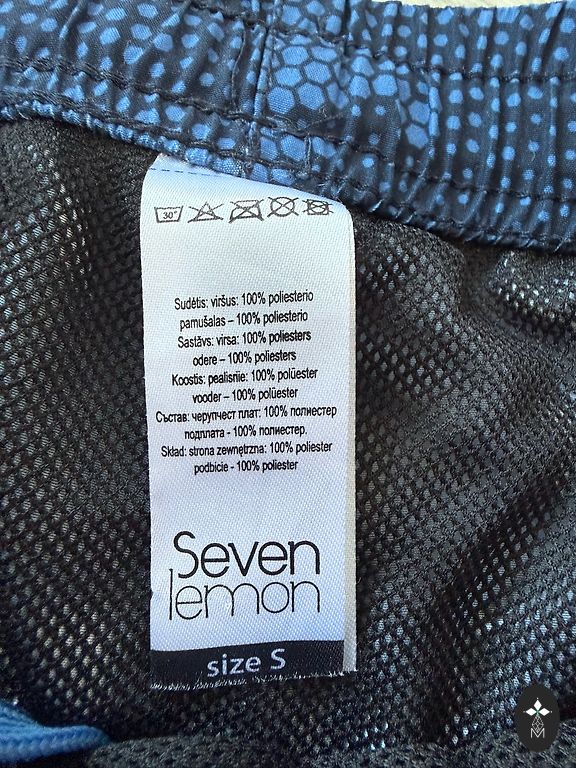 30°
Sudėtis: viršus: 100% poliesterio
pamušalas – 100% poliesterio
Sastāvs: virsa: 100% poliesters
odere – 100% poliesters
Koostis: pealisriie: 100% polüester
vooder – 100% polüester
Състав: черупчест плат: 100% полиестер
подплата - 100% полиестер.
Skład: strona zewnętrzna: 100% poliester
podbicie - 100% poliester
Seven
lemon
size S
M